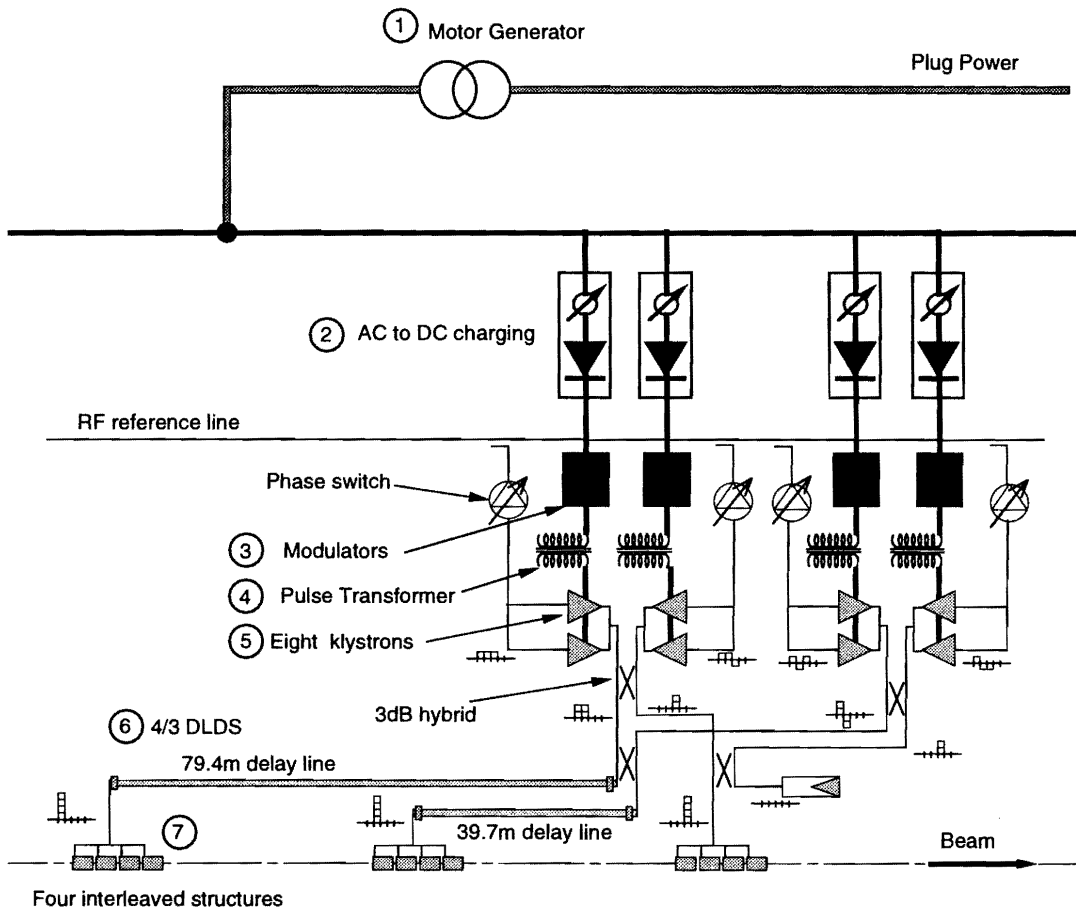 1 Motor Generator
Plug Power
2 AC to DC charging
RF reference line
Phase switch
3 Modulators
4 Pulse Transformer
5 Eight klystrons
3dB hybrid
6 4/3 DLDS
79.4m delay line
39.7m delay line
7
Beam
Four interleaved structures